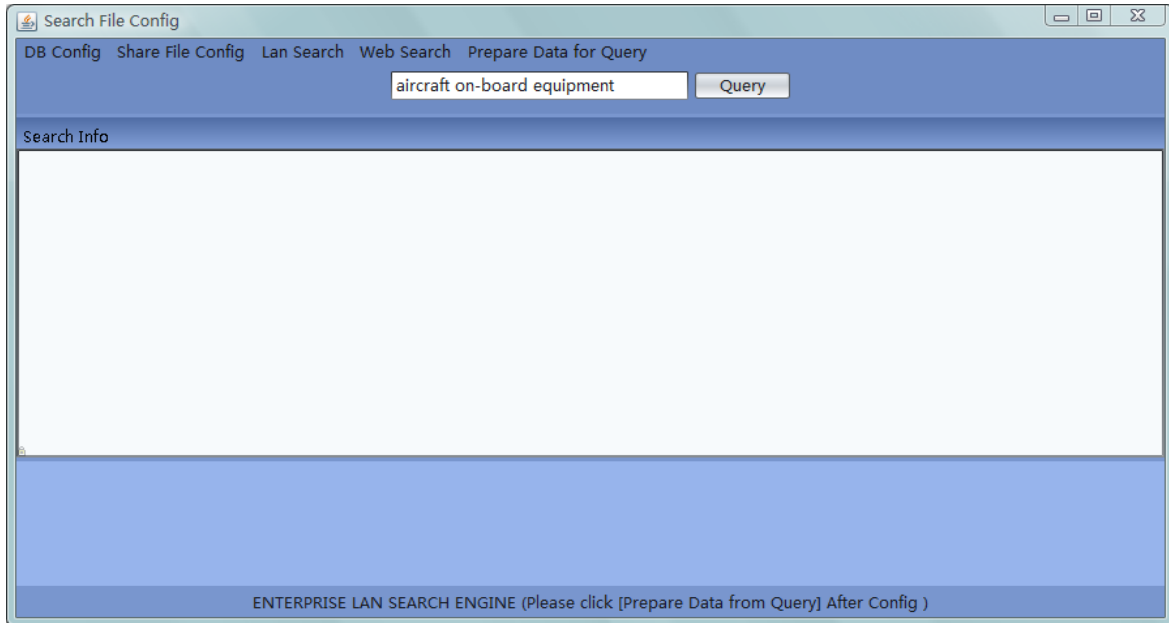 Search File Config
DB Config Share File Config Lan Search Web Search Prepare Data for Query
aircraft on-board equipment Query
Search Info
ENTERPRISE LAN SEARCH ENGINE (Please click [Prepare Data from Query] After Config )